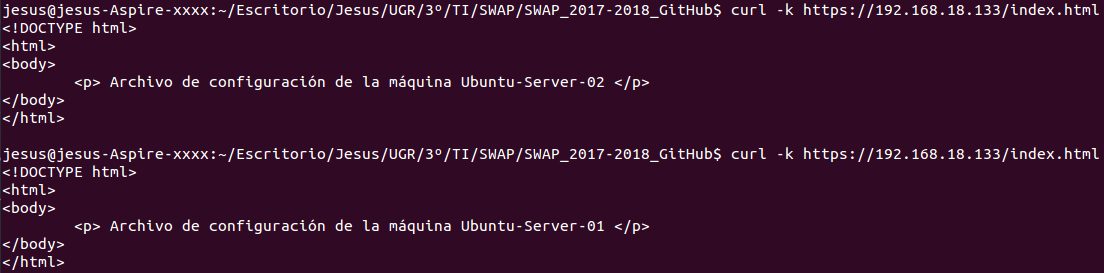 jesus@jesus-Aspire-xxxx:~/Escritorio/Jesus/UGR/3º/TI/SWAP/SWAP_2017-2018_GitHub$ curl -k https://192.168.18.133/index.html
<!DOCTYPE html>
<html>
<body>
        <p> Archivo de configuración de la máquina Ubuntu-Server-02 </p>
</body>
</html>

jesus@jesus-Aspire-xxxx:~/Escritorio/Jesus/UGR/3º/TI/SWAP/SWAP_2017-2018_GitHub$ curl -k https://192.168.18.133/index.html
<!DOCTYPE html>
<html>
<body>
        <p> Archivo de configuración de la máquina Ubuntu-Server-01 </p>
</body>
</html>